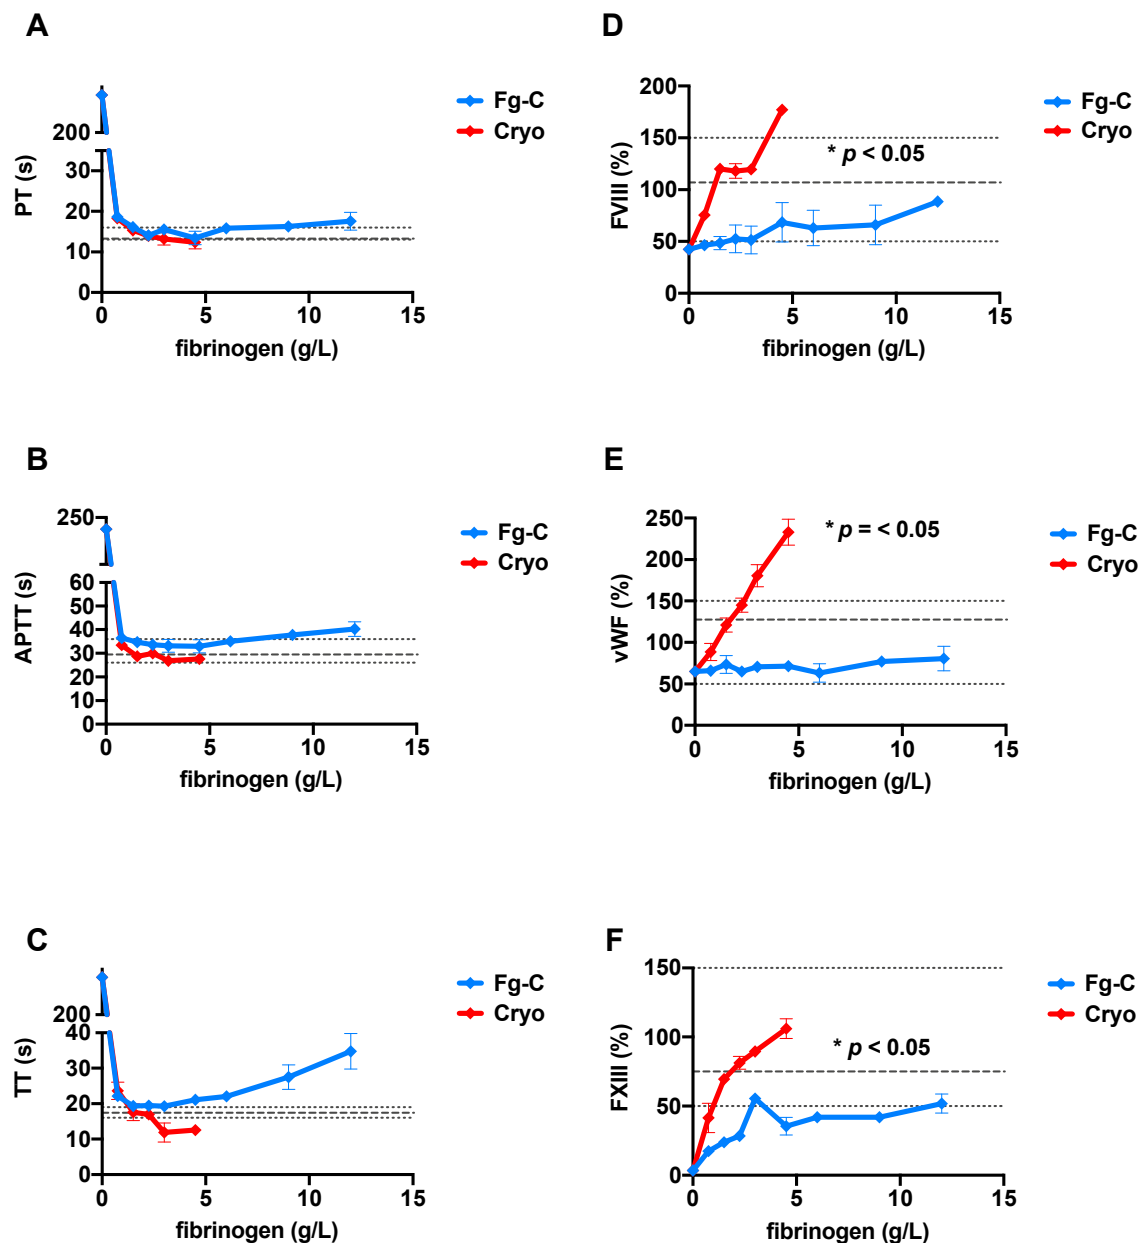 A
Fg-C
Cryo
200
30
20
10
0
PT (s)
0 5 10 15
fibrinogen (g/L)
D
Fg-C
Cryo
200
150
100
50
0
FVIII (%)
* p < 0.05
0 5 10 15
fibrinogen (g/L)
B
Fg-C
Cryo
250
60
50
40
30
20
10
0
APTT (s)
0 5 10 15
fibrinogen (g/L)
E
Fg-C
Cryo
250
200
150
100
50
0
vWF (%)
* p = < 0.05
0 5 10 15
fibrinogen (g/L)
C
Fg-C
Cryo
200
40
30
20
10
0
TT (s)
0 5 10 15
fibrinogen (g/L)
F
Fg-C
Cryo
150
100
50
0
FXIII (%)
* p < 0.05
0 5 10 15
fibrinogen (g/L)